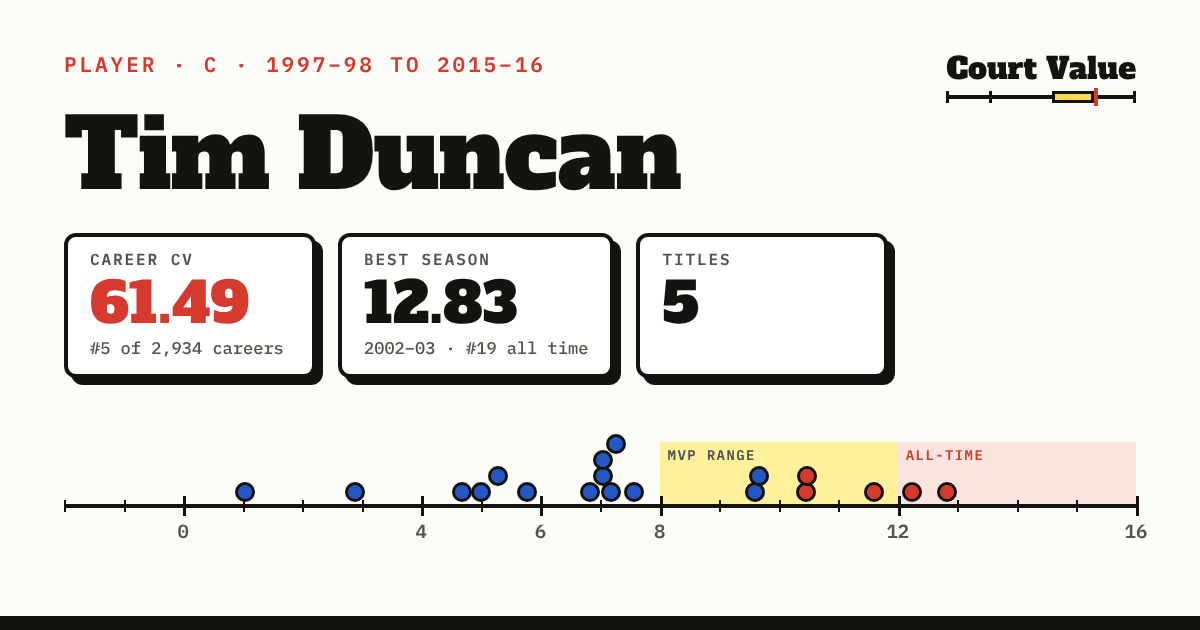 PLAYER · C · 1997–98 TO 2015–16
Court Value
Tim Duncan
CAREER CV
61.49
#5 of 2,934 careers
BEST SEASON
12.83
2002–03 · #19 all time
TITLES
5
MVP RANGE
ALL-TIME
0
4
6
8
12
16